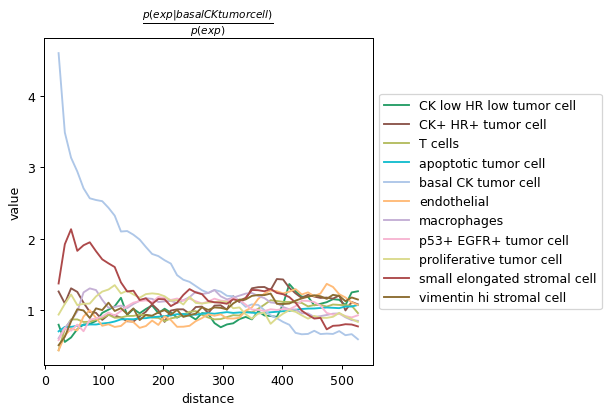 p(exp|basalCKtumorcell)
p(exp)
value
4
3
2
1
0
100
200
300
400
500
distance
CK low HR low tumor cell
CK+ HR+ tumor cell
T cells
apoptotic tumor cell
basal CK tumor cell
endothelial
macrophages
p53+ EGFR+ tumor cell
proliferative tumor cell
small elongated stromal cell
vimentin hi stromal cell